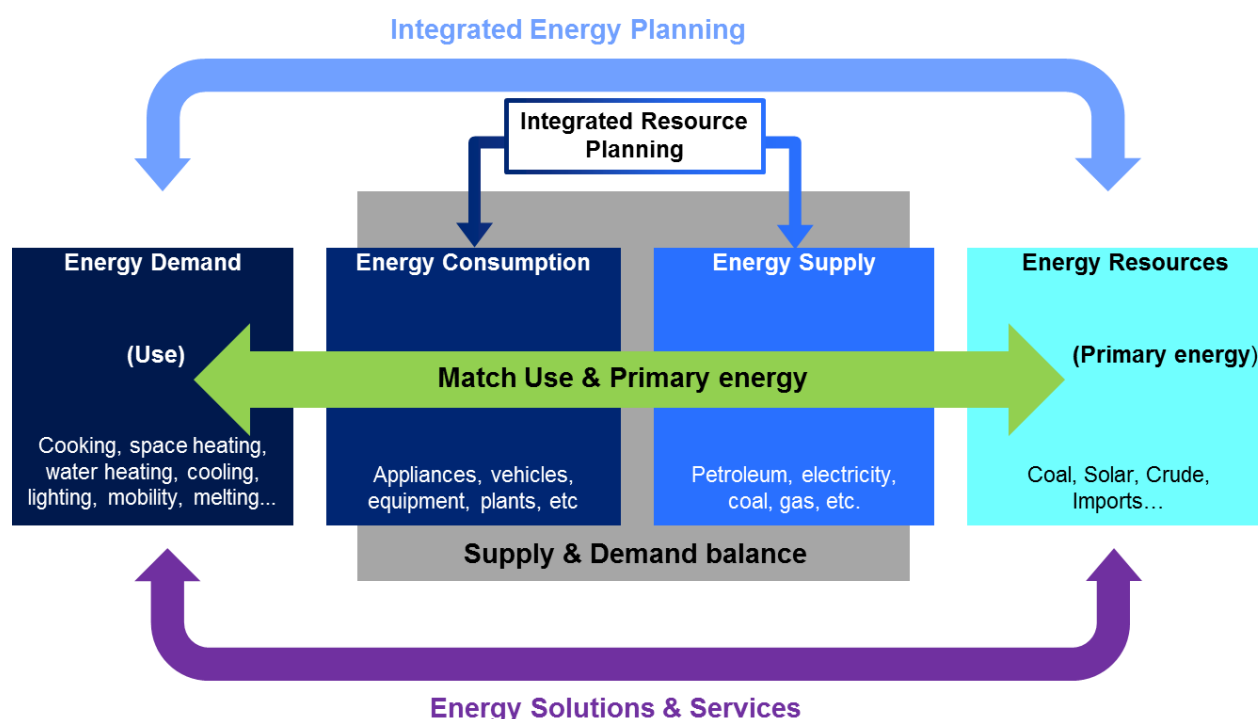 Integrated Energy Planning
Integrated Resource
Planning
Energy Demand
(Use)
Cooking, space heating,
water heating, cooling,
lighting, mobility, melting...
Energy Consumption
Appliances, vehicles,
equipment, plants, etc
Energy Supply
Petroleum, electricity,
coal, gas, etc.
Energy Resources
(Primary energy)
Coal, Solar, Crude,
Imports…
Match Use & Primary energy
Supply & Demand balance
Energy Solutions & Services